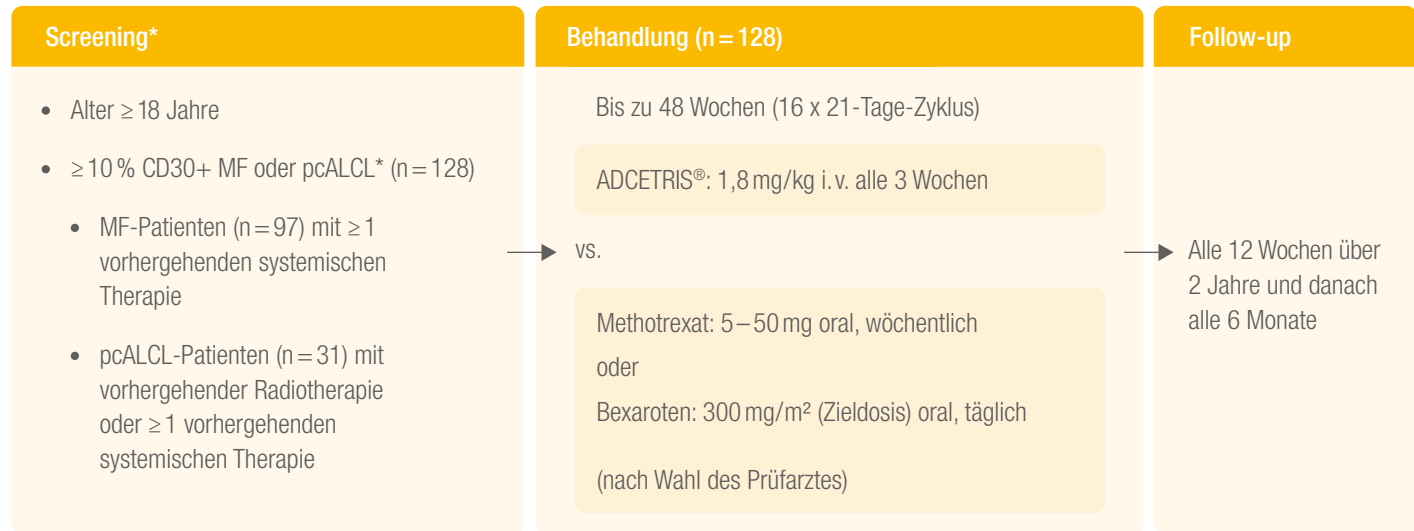 Screening*
• Alter ≥ 18 Jahre
• ≥ 10 % CD30+ MF oder pcALCL* (n = 128)
• MF-Patienten (n = 97) mit ≥ 1
vorhergehenden systemischen
Therapie
• pcALCL-Patienten (n = 31) mit
vorhergehender Radiotherapie
oder ≥ 1 vorhergehenden
systemischen Therapie
Behandlung (n = 128)
Bis zu 48 Wochen (16 x 21-Tage-Zyklus)
ADCETRIS®: 1,8 mg/kg i. v. alle 3 Wochen
vs.
Methotrexat: 5 – 50 mg oral, wöchentlich
oder
Bexaroten: 300 mg/m² (Zieldosis) oral, täglich
(nach Wahl des Prüfarztes)
Follow-up
Alle 12 Wochen über
2 Jahre und danach
alle 6 Monate